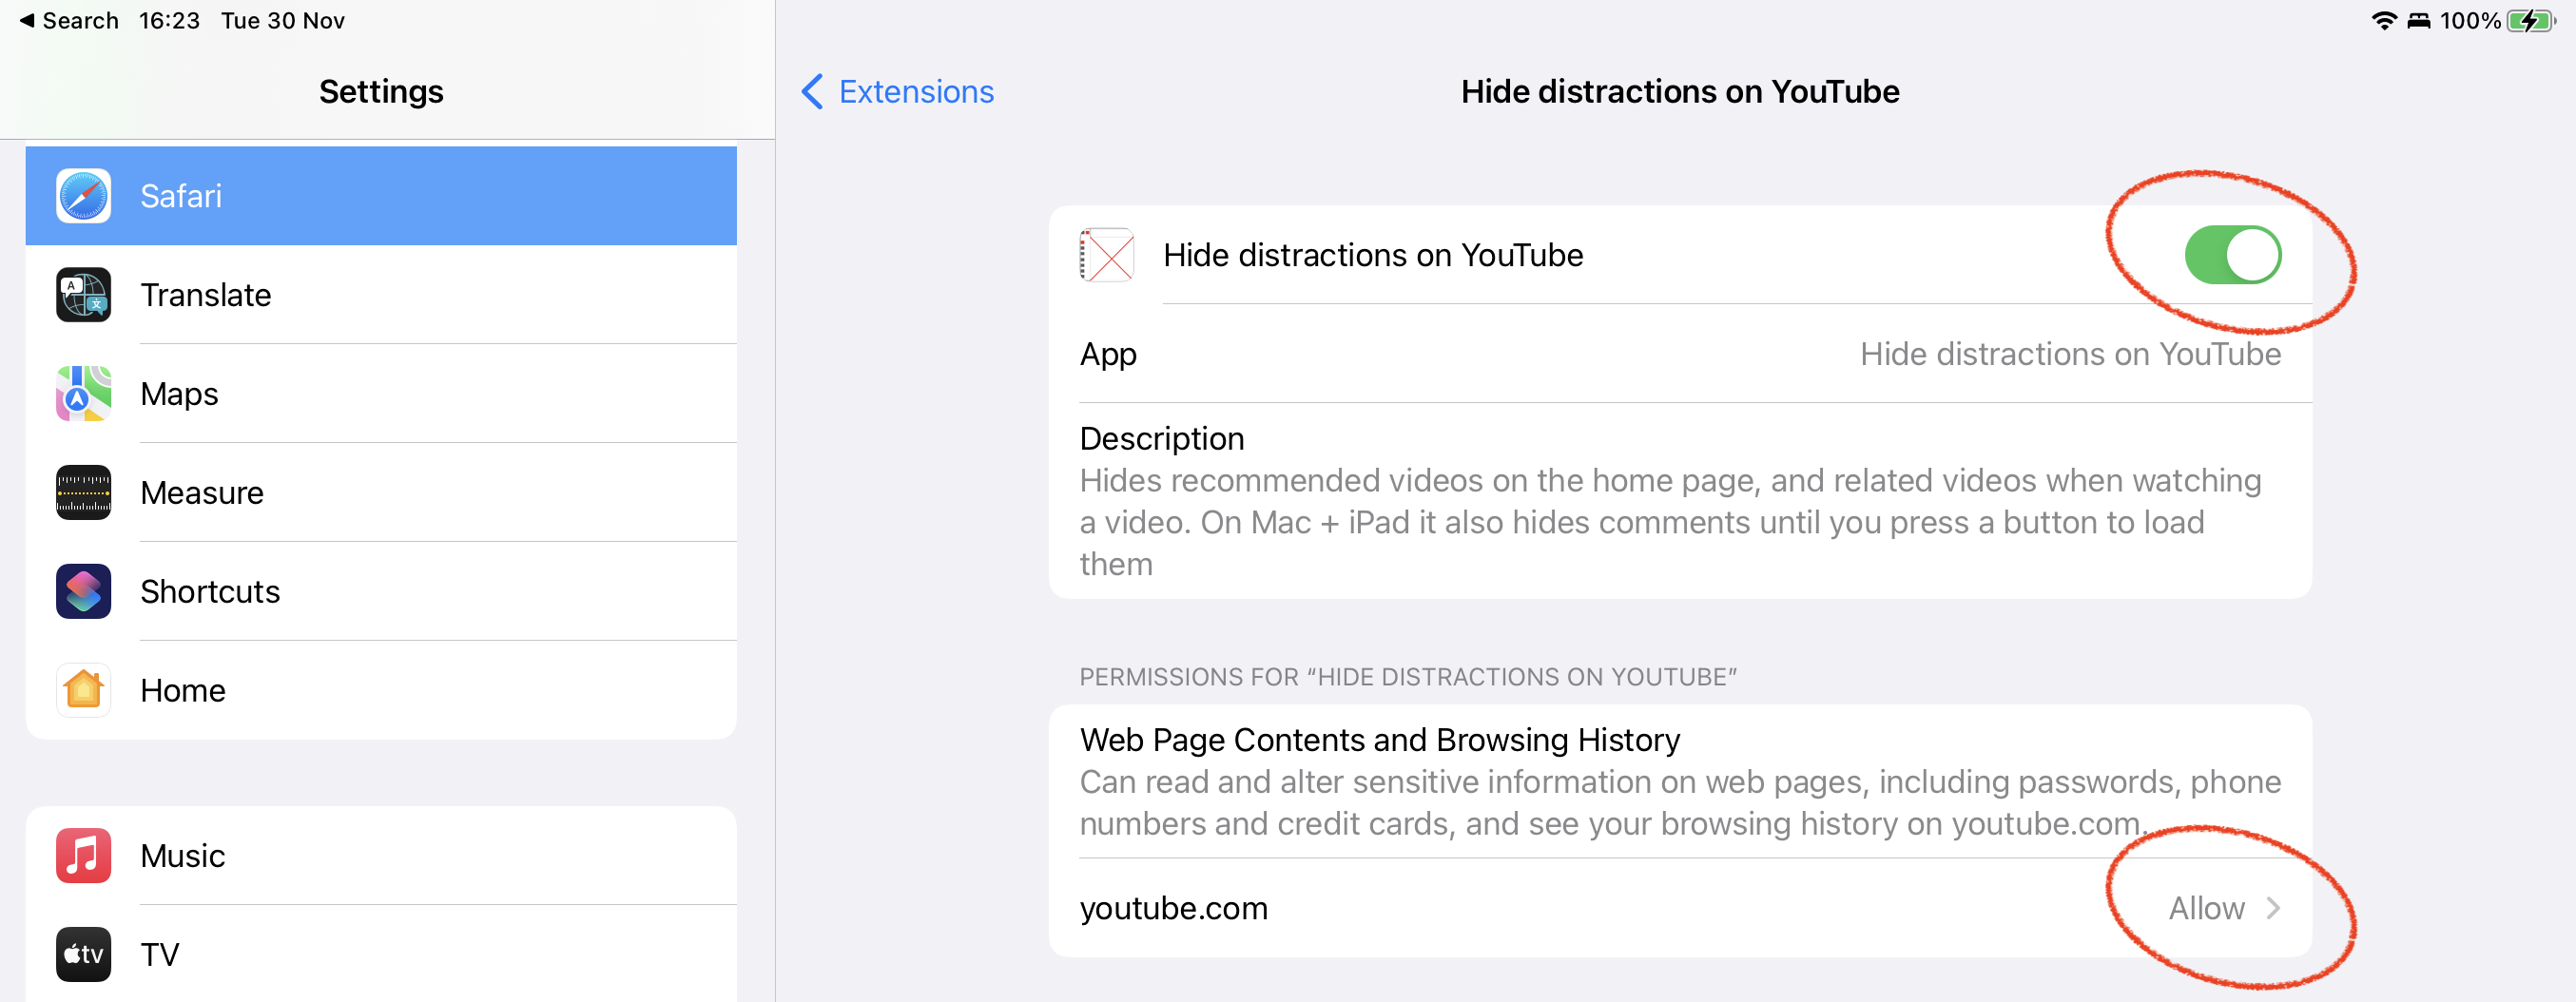 ◀ Search 16:23 Tue 30 Nov
100%
Settings
Safari
Translate
Maps
Measure
Shortcuts
Home
Music
tv
TV
Extensions
Hide distractions on YouTube
Hide distractions on YouTube
App Hide distractions on YouTube
Description
Hides recommended videos on the home page, and related videos when watching
a video. On Mac + iPad it also hides comments until you press a button to load
them
PERMISSIONS FOR “HIDE DISTRACTIONS ON YOUTUBE”
Web Page Contents and Browsing History
Can read and alter sensitive information on web pages, including passwords, phone
numbers and credit cards, and see your browsing history on youtube.com.
youtube.com Allow